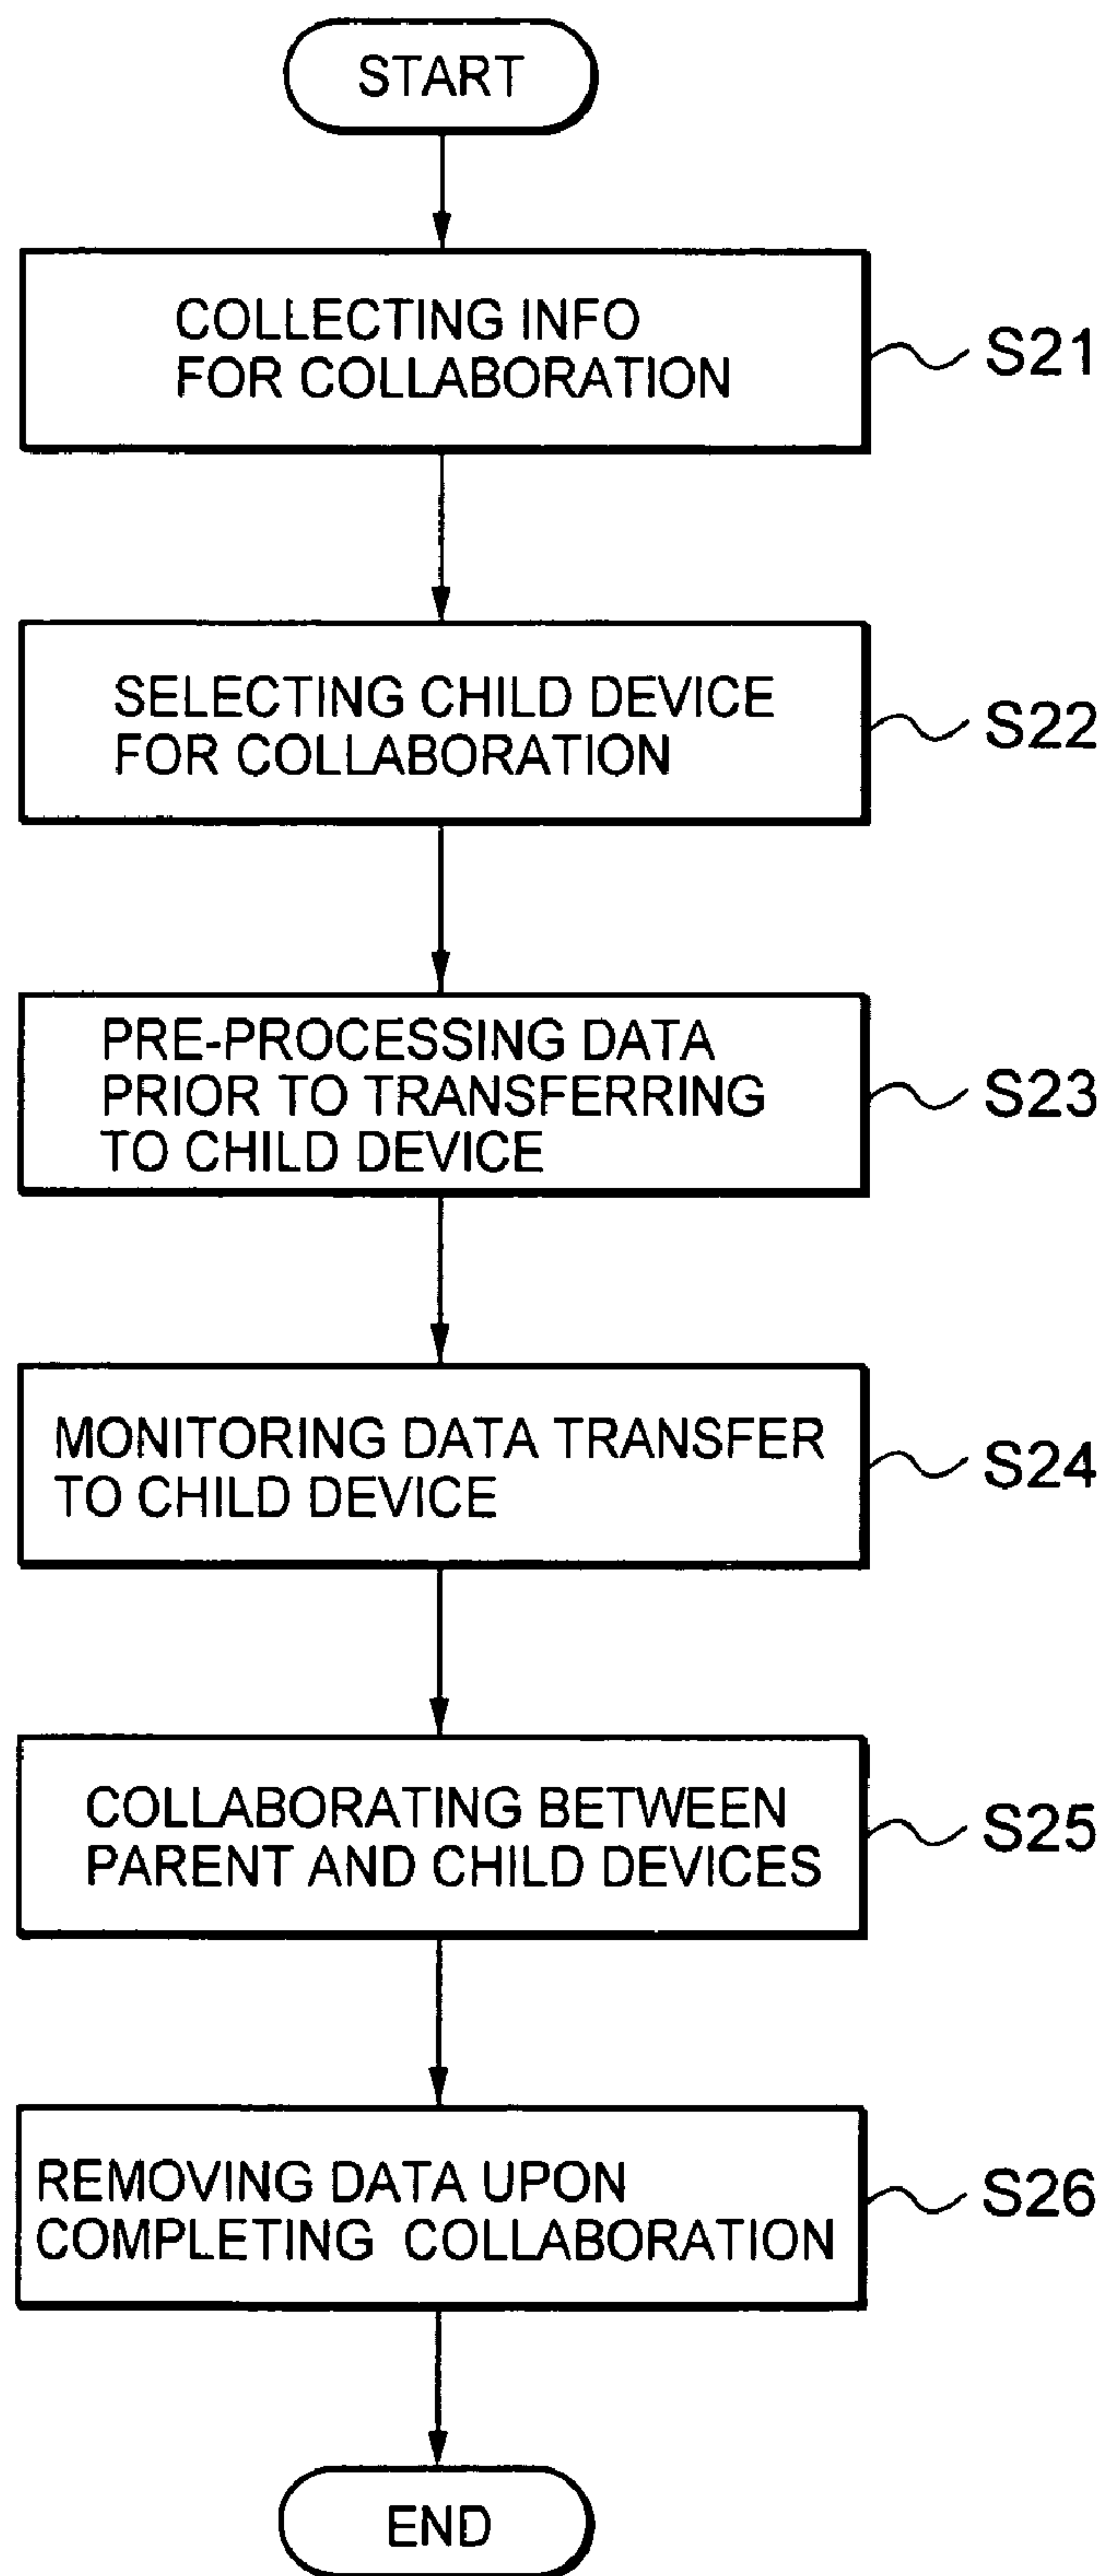 START
COLLECTING INFO
FOR COLLABORATION
S21
SELECTING CHILD DEVICE
FOR COLLABORATION
S22
PRE-PROCESSING DATA
PRIOR TO TRANSFERRING
TO CHILD DEVICE
S23
MONITORING DATA TRANSFER
TO CHILD DEVICE
S24
COLLABORATING BETWEEN
PARENT AND CHILD DEVICES
S25
REMOVING DATA UPON
COMPLETING COLLABORATION
S26
END